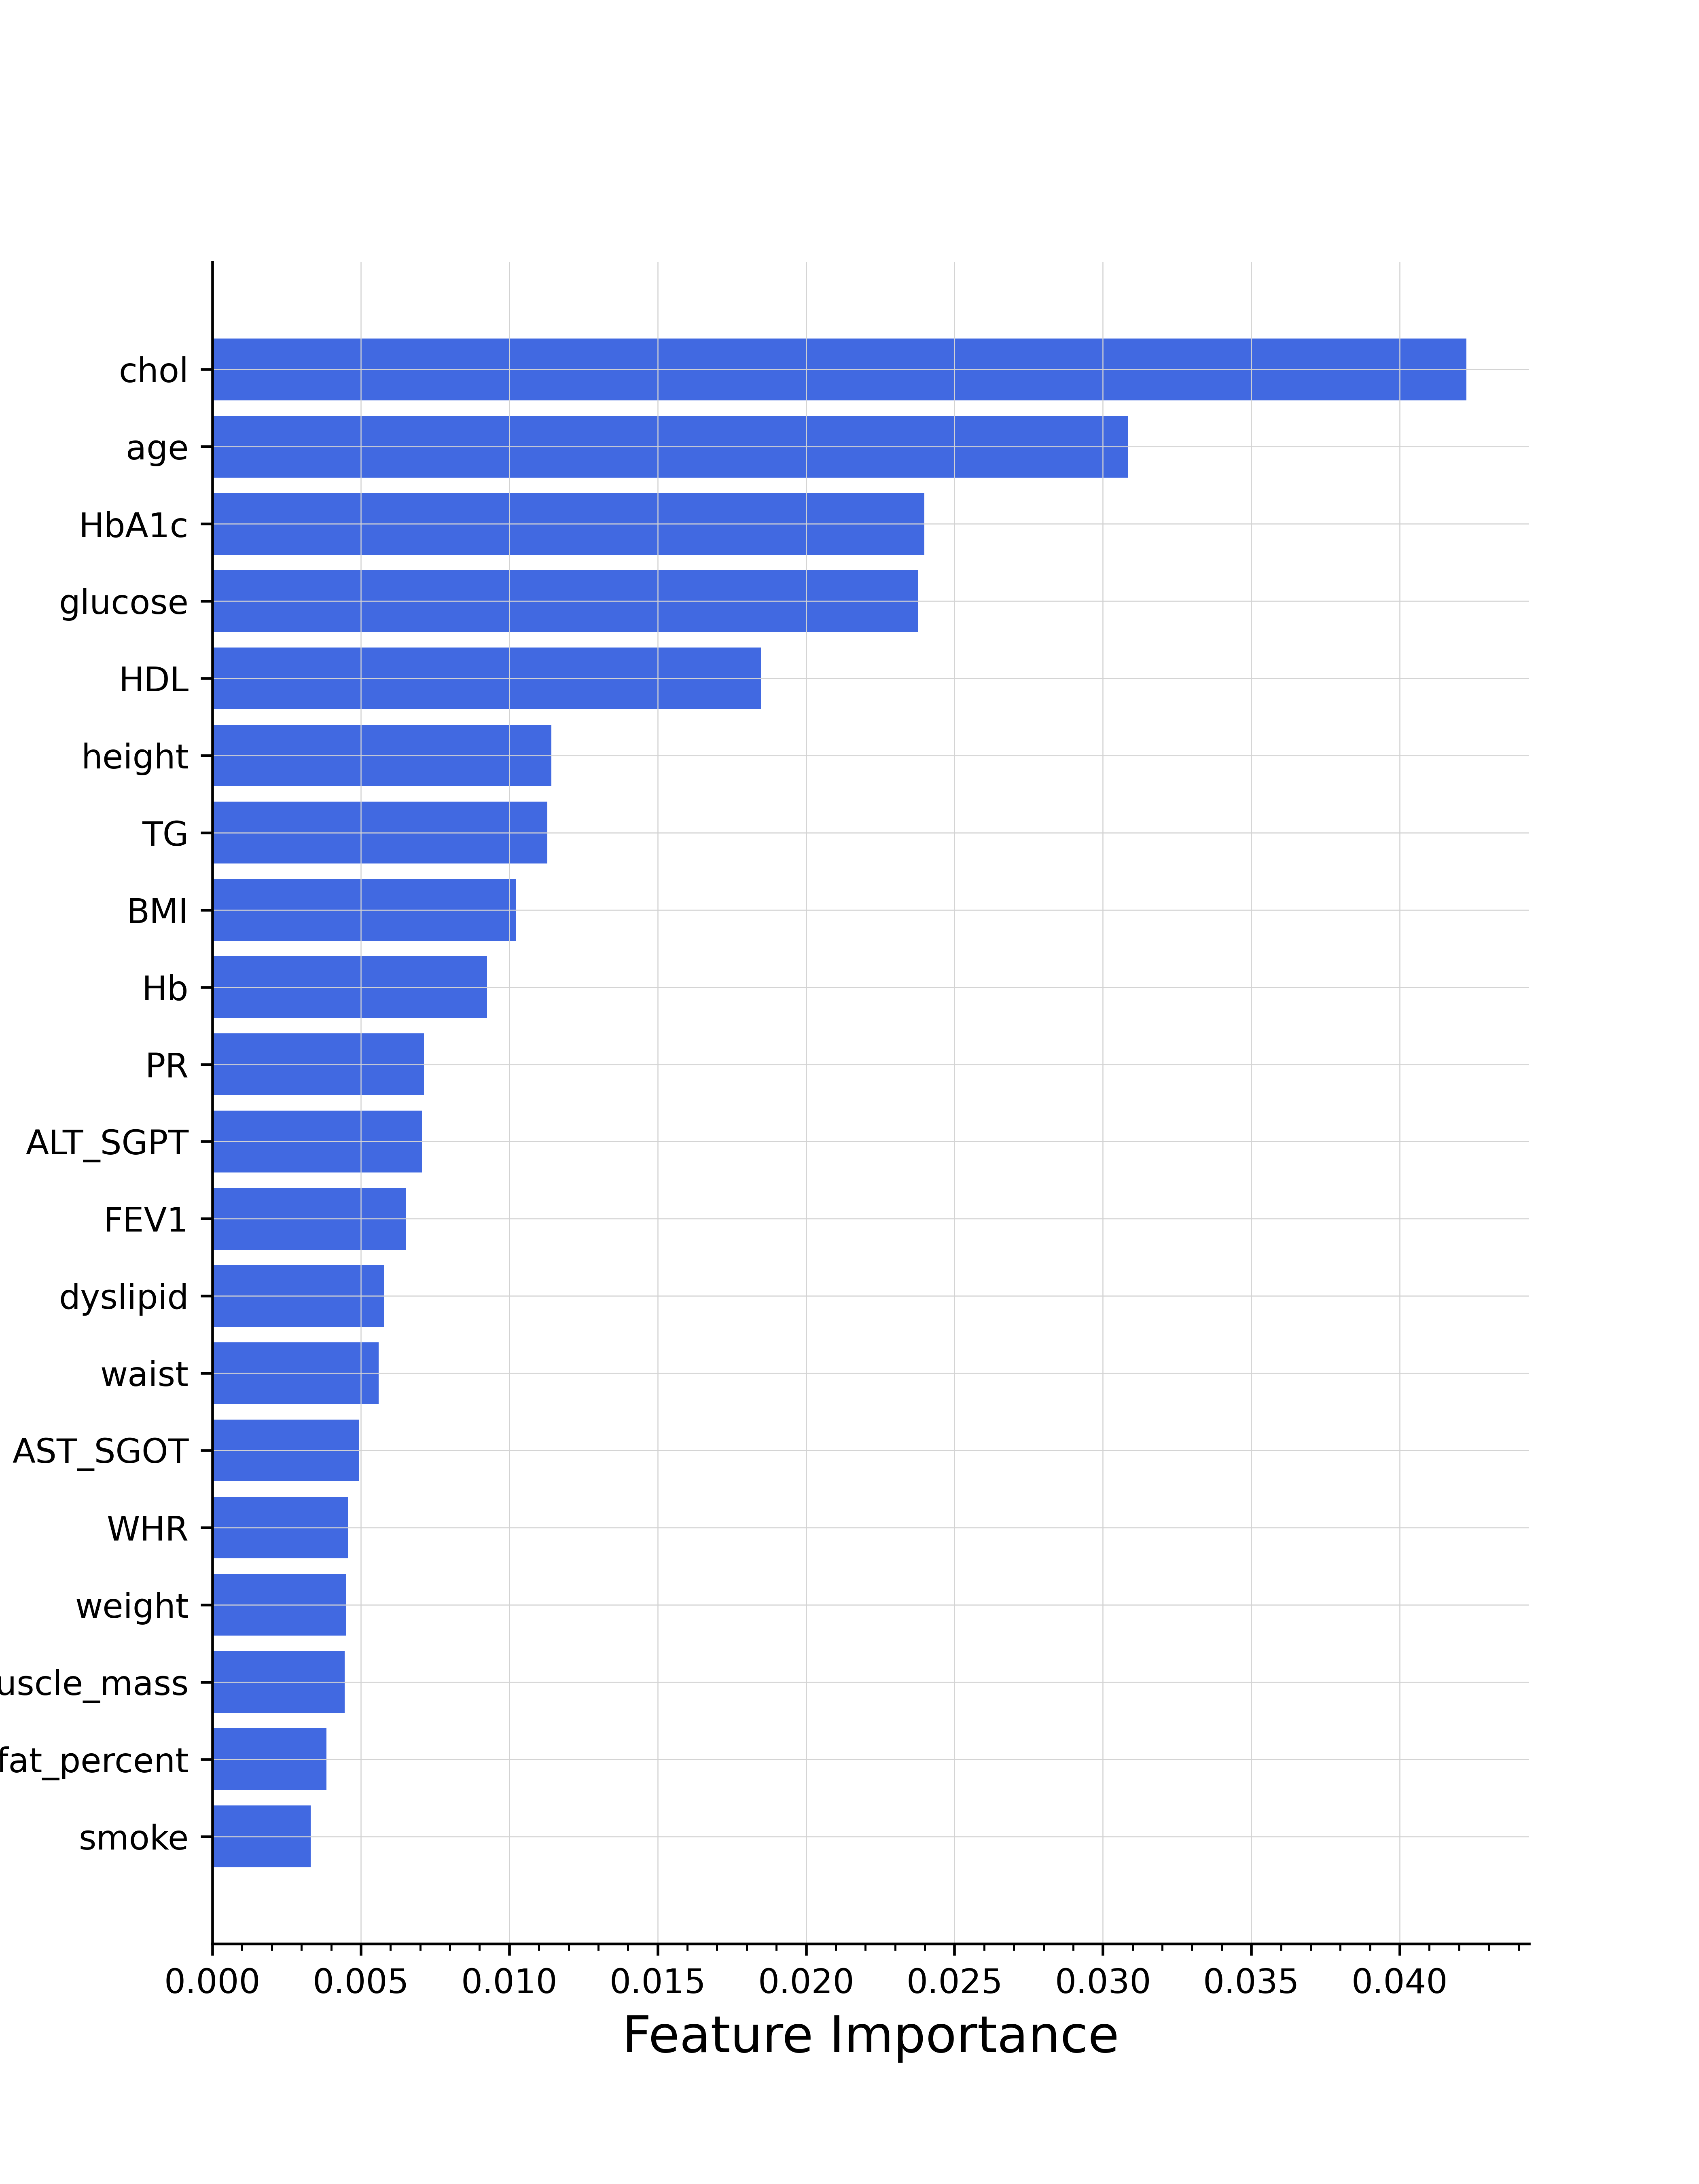 chol
age
HbA1c
glucose
HDL
height
TG
BMI
Hb
PR
ALT_SGPT
FEV1
dyslipid
waist
AST_SGOT
WHR
weight
uscle_mass
fat_percent
smoke
0.000 0.005 0.010 0.015 0.020 0.025 0.030 0.035 0.040
Feature Importance